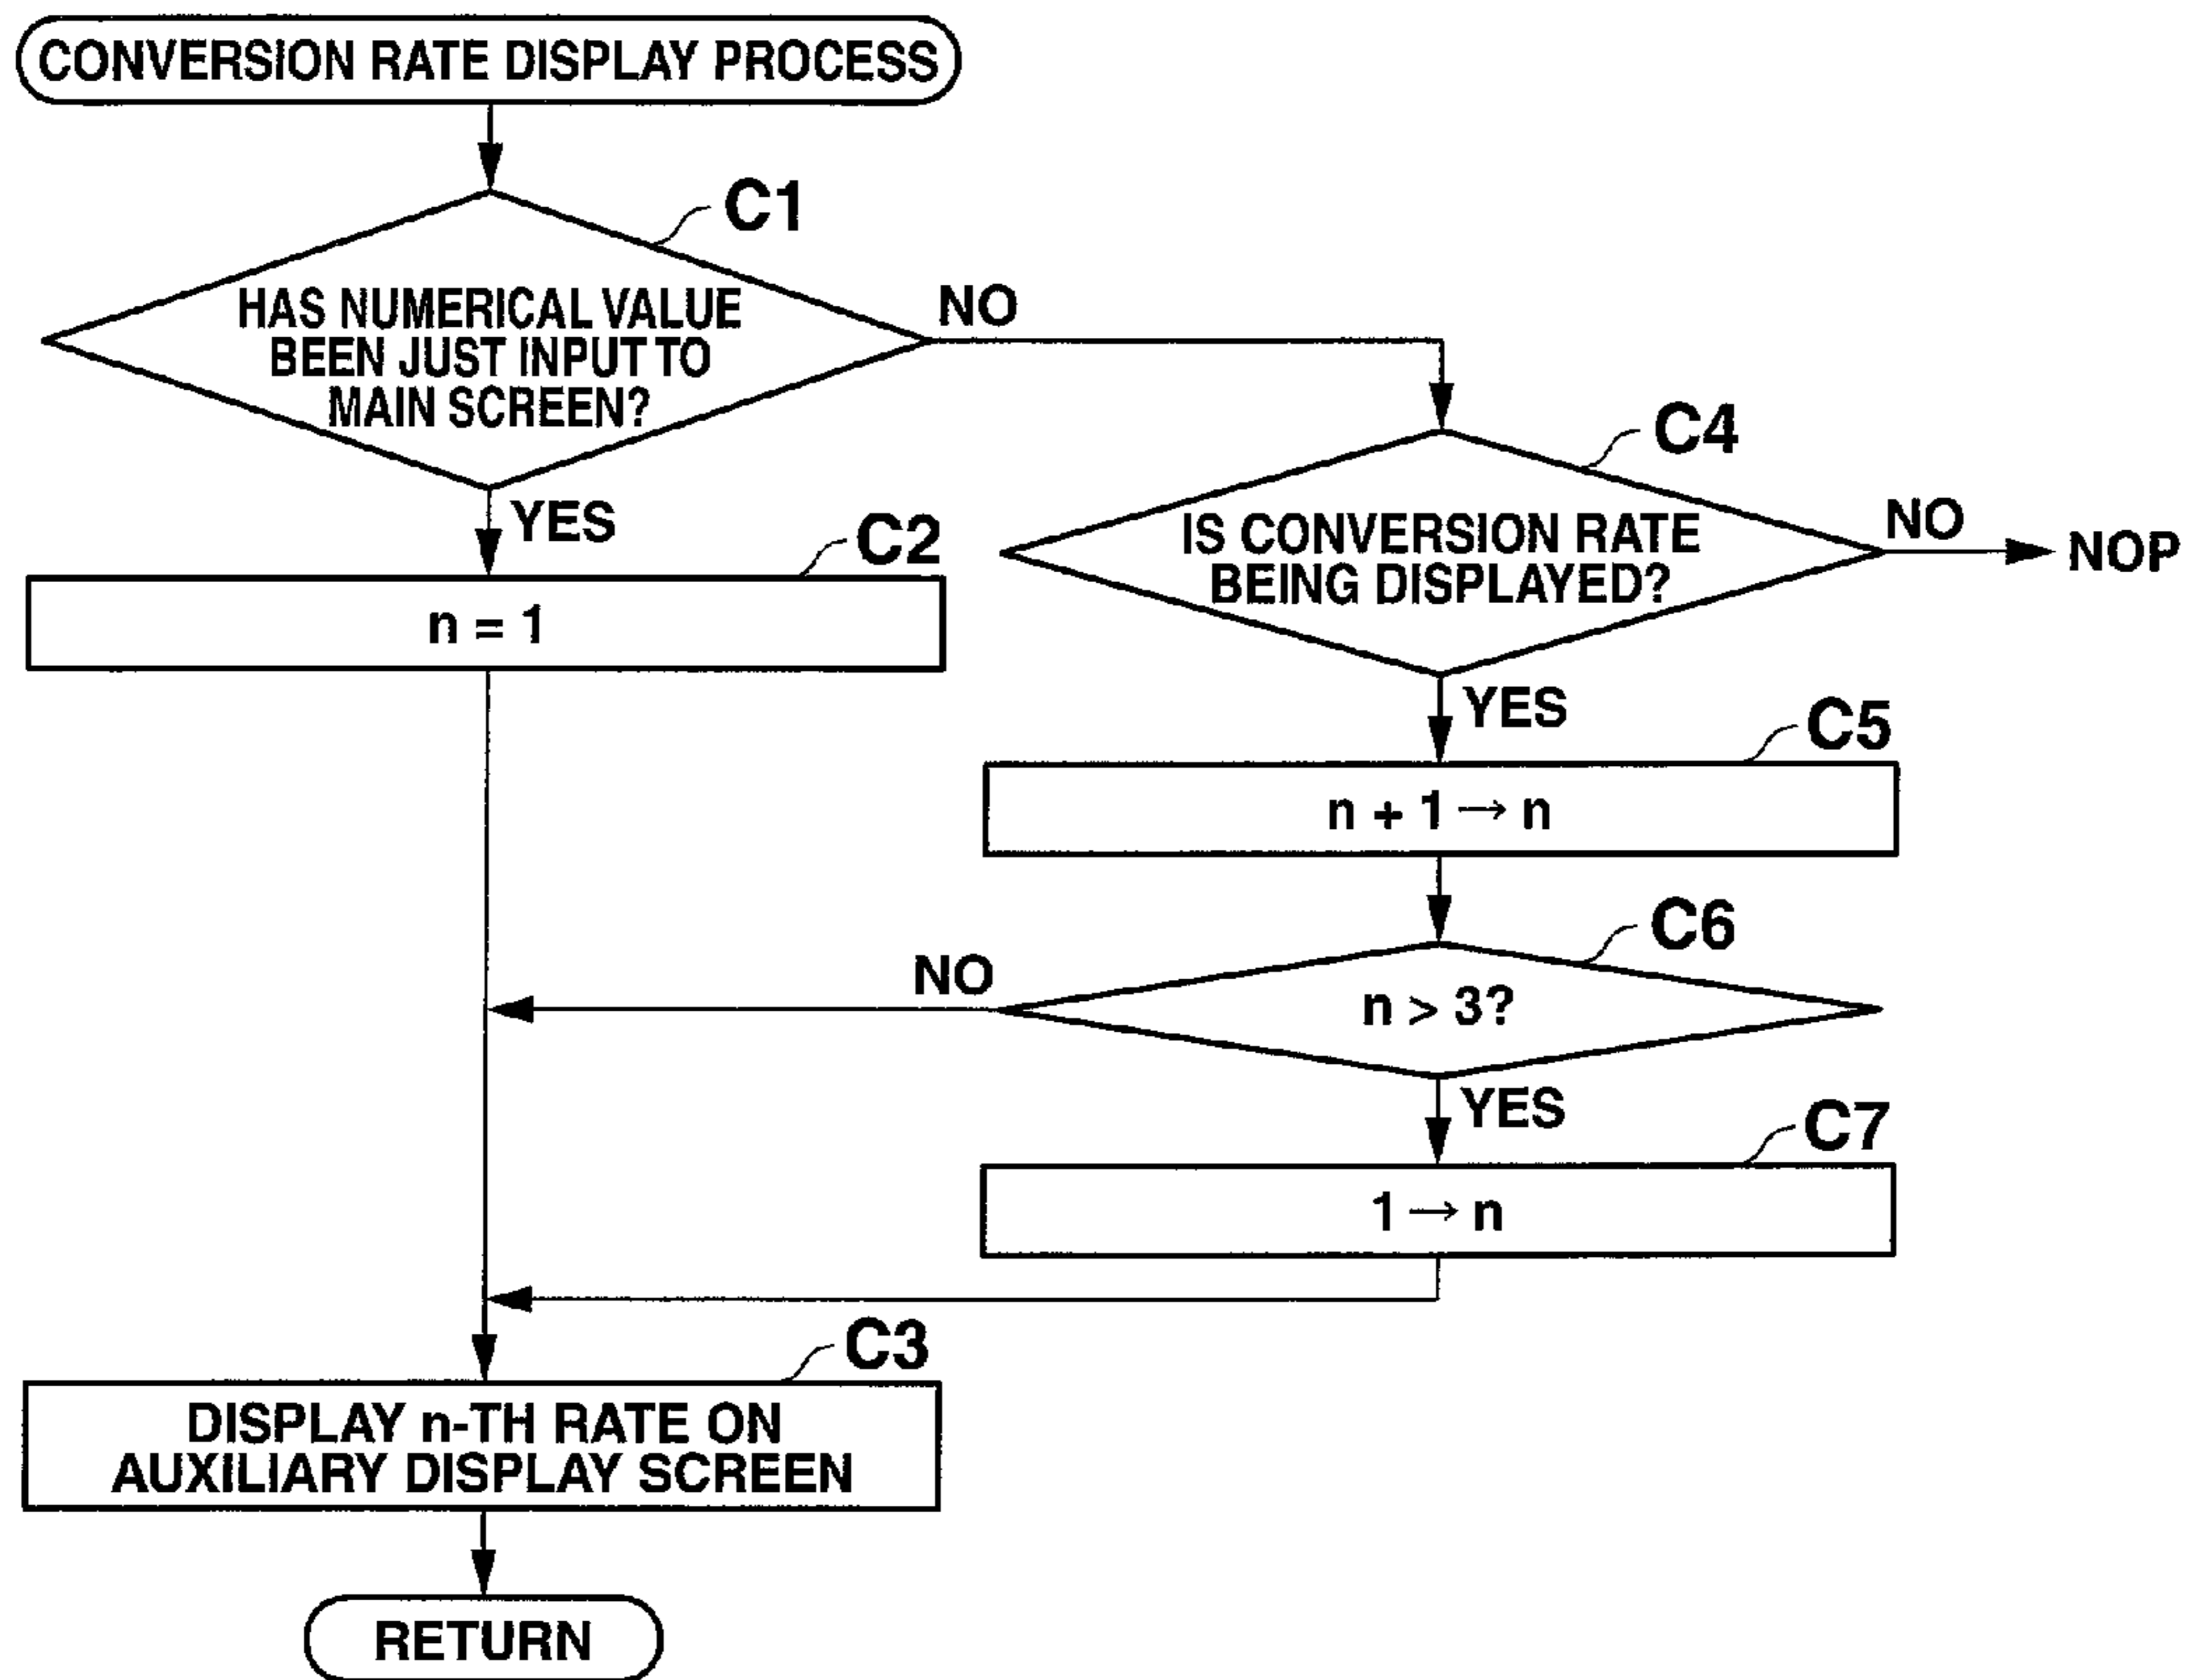 CONVERSION RATE DISPLAY PROCESS
C1
HAS NUMERICAL VALUE
BEEN JUST INPUT TO
MAIN SCREEN?
NO
YES
C2
n = 1
C4
IS CONVERSION RATE
BEING DISPLAYED?
NO
NOP
YES
C5
n + 1 → n
C6
n > 3?
NO
YES
C7
1 → n
C3
DISPLAY n-TH RATE ON
AUXILIARY DISPLAY SCREEN
RETURN